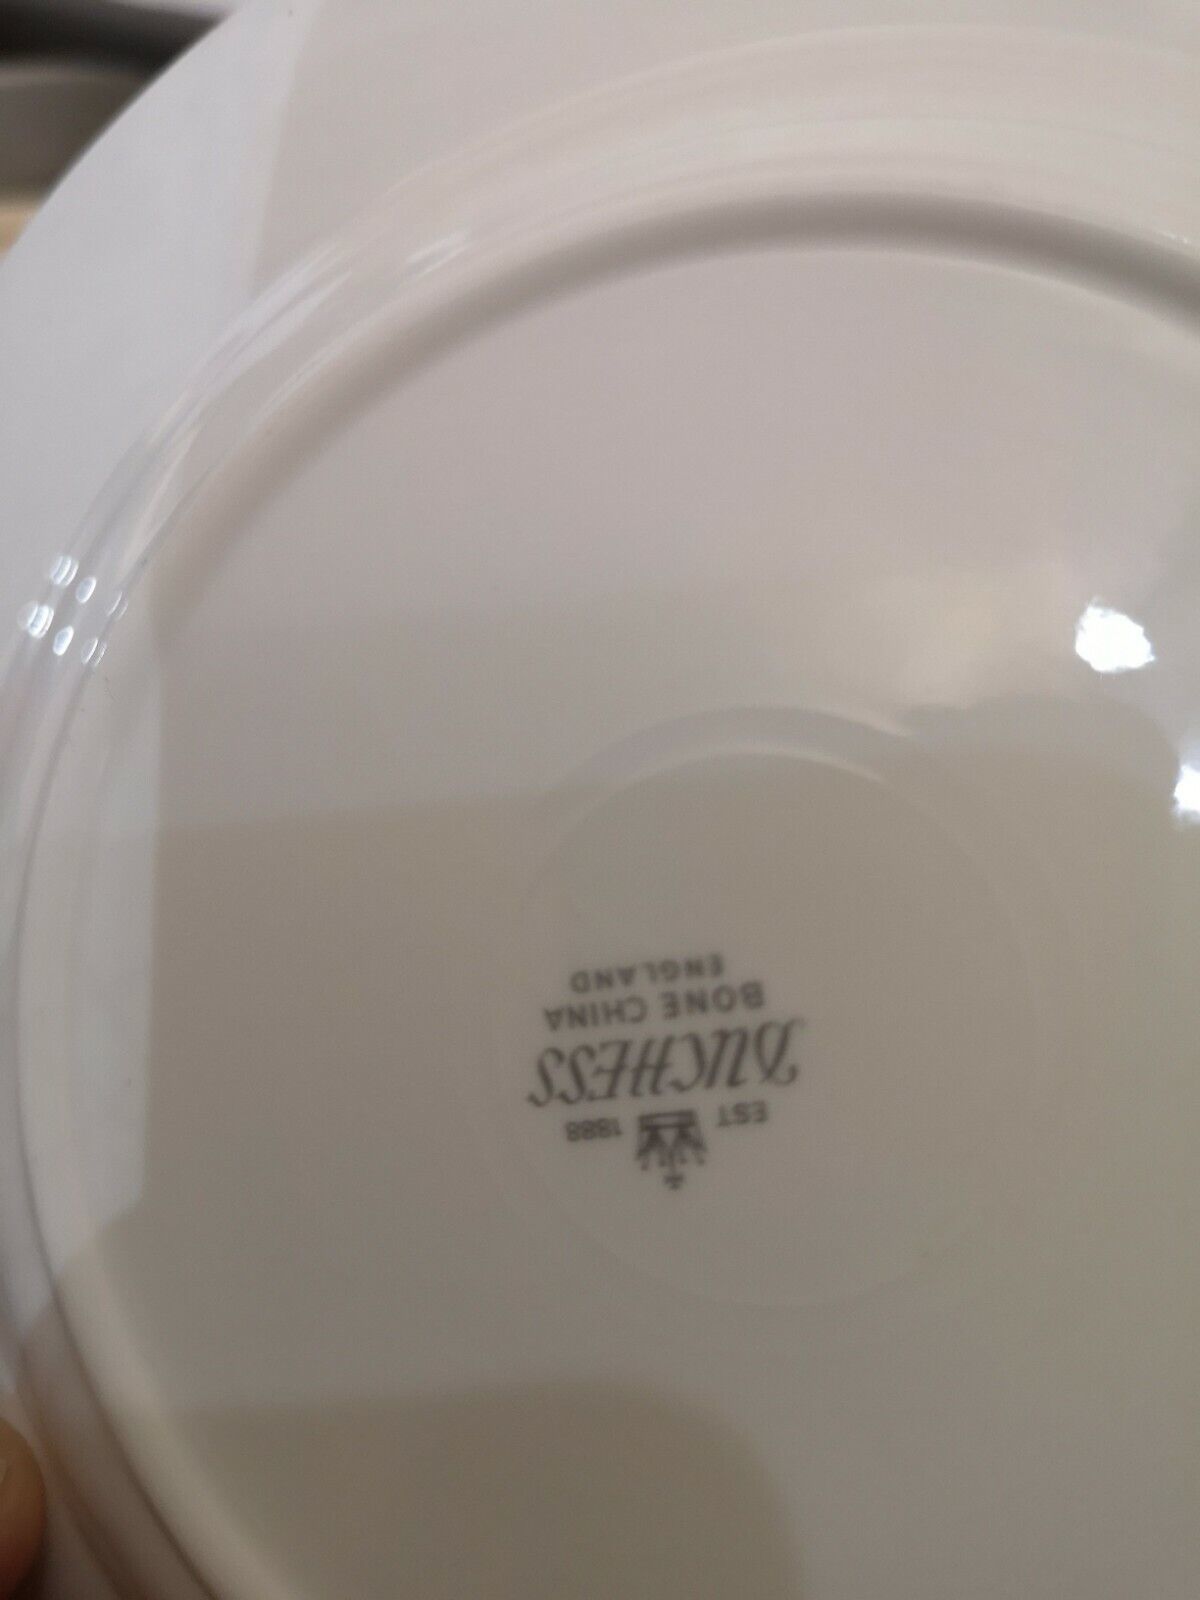 EST 1888
DUCHESS
BONE CHINA
ENGLAND